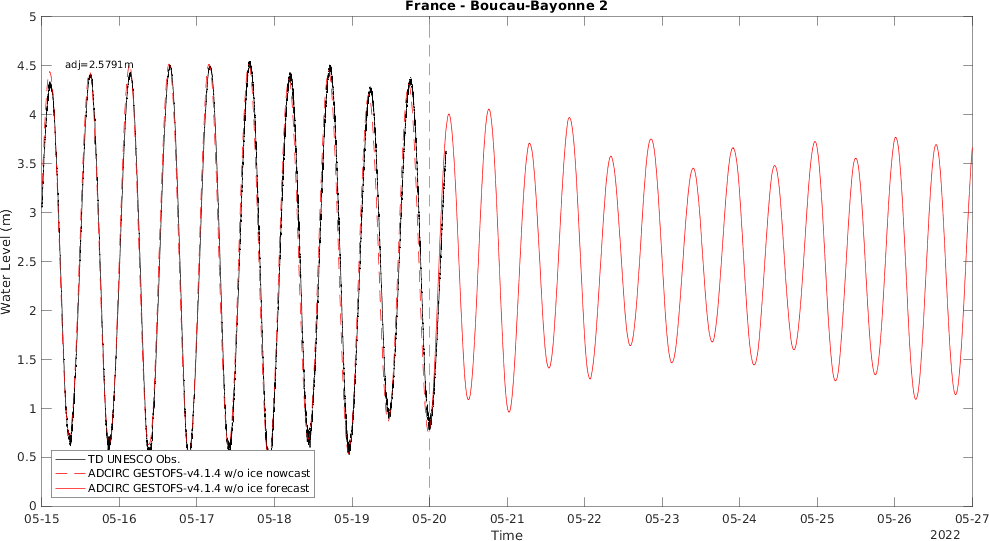 France - Boucau-Bayonne 2
adj=2.5791m
Water Level (m)
5
4.5
4
3.5
3
2.5
2
1.5
1
0.5
0
TD UNESCO Obs.
ADCIRC GESTOFS-v4.1.4 w/o ice nowcast
ADCIRC GESTOFS-v4.1.4 w/o ice forecast
05-15 05-16 05-17 05-18 05-19 05-20 05-21 05-22 05-23 05-24 05-25 05-26 05-27
Time
2022